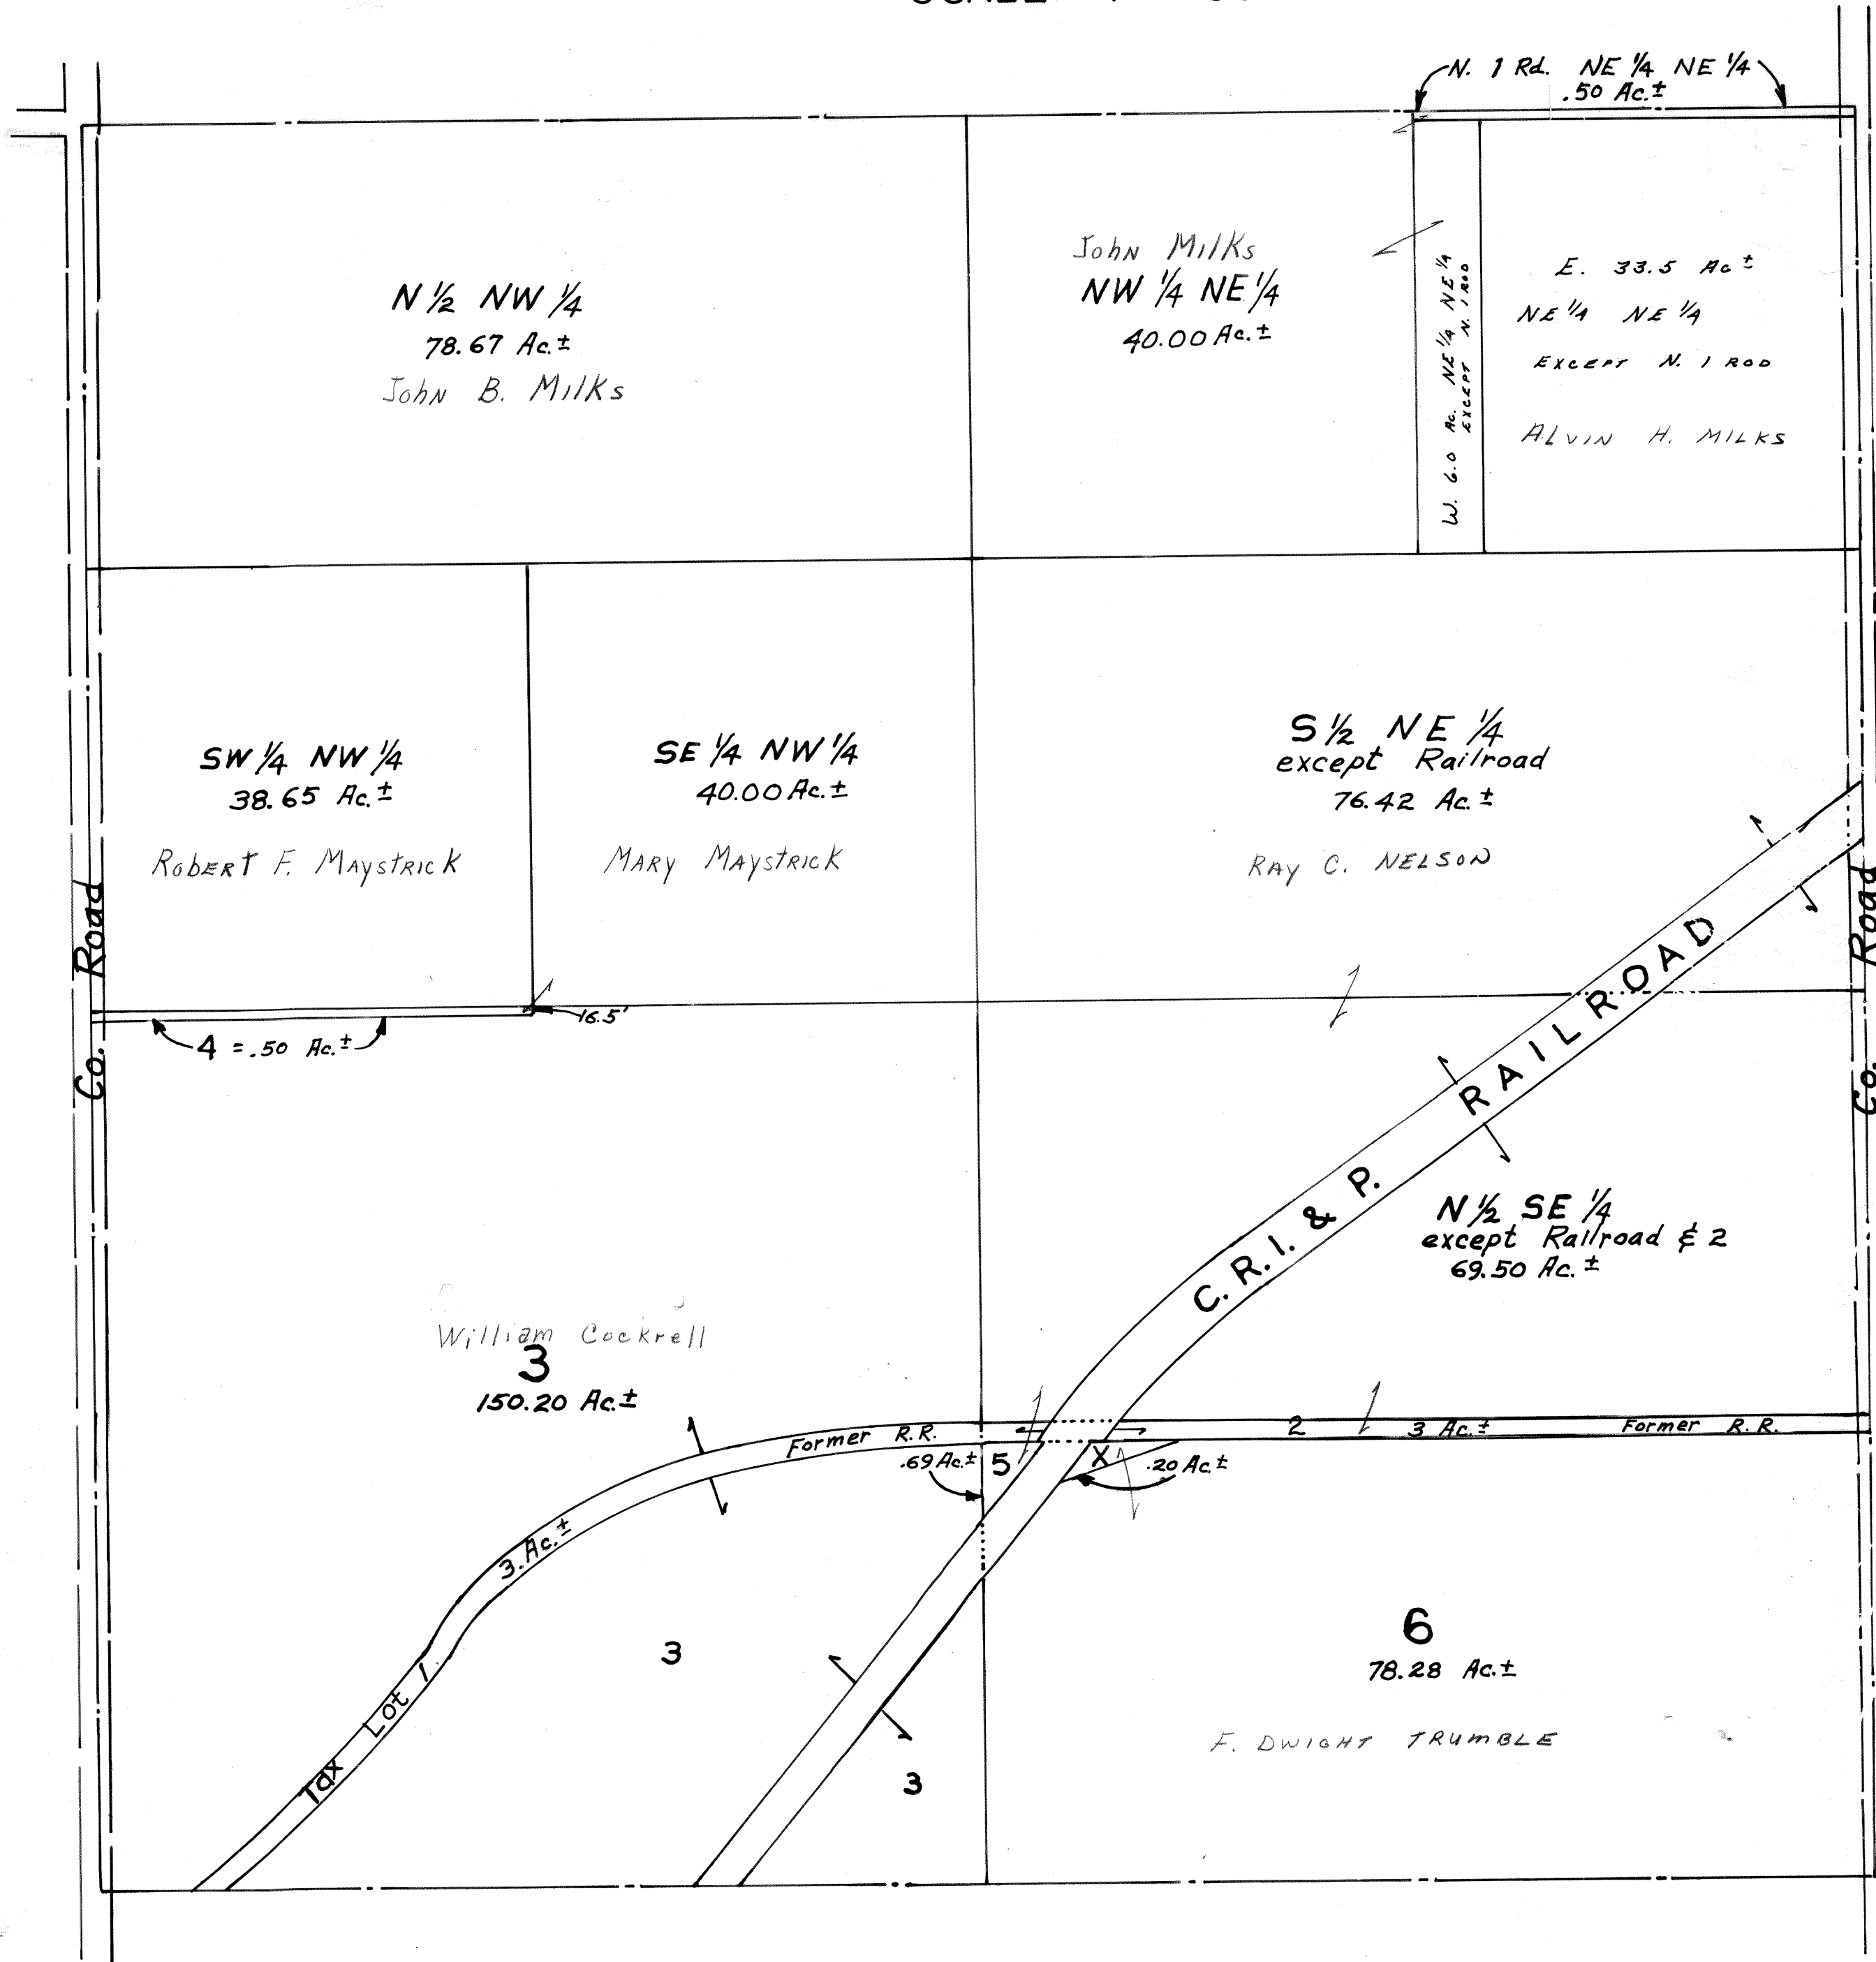 N. 1 Rd. NE 1/4 NE 1/4
.50 Ac.±
N 1/2 NW 1/4
78.67 Ac.±
John B. Milks
John Milks
NW 1/4 NE 1/4
40.00 Ac.±
W. 6.0 Ac. NE 1/4 NE 1/4
EXCEPT N. 1 ROD
E. 33.5 Ac ±
NE 1/4 NE 1/4
EXCEPT N. 1 ROD
ALVIN H. MILKS
SW 1/4 NW 1/4
38.65 Ac.±
ROBERT F. MAYSTRICK
SE 1/4 NW 1/4
40.00 Ac.±
MARY MAYSTRICK
S 1/2 NE 1/4
except Railroad
76.42 Ac.±
RAY C. NELSON
Co. Road
Co. Road
4 = .50 Ac.±
16.5'
C. R. I. & P. RAILROAD
N 1/2 SE 1/4
except Railroad & 2
69.50 Ac.±
William Cockrell
3
150.20 Ac.±
Former R.R.
2 3 Ac.± Former R.R.
.69 Ac.±
5
X
.20 Ac.±
3. Ac.±
Tax Lot 1
3
3
6
78.28 Ac.±
F. DWIGHT TRUMBLE